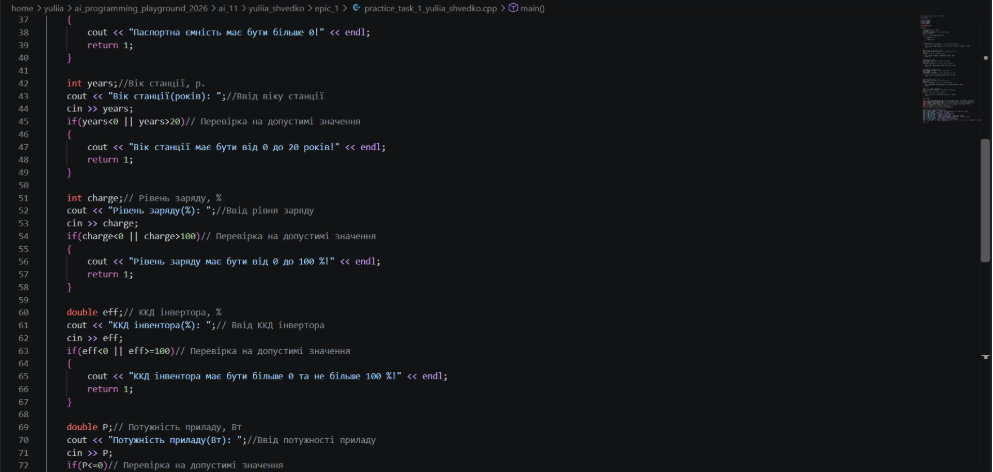 home > yuliia > ai_programming_playground_2026 > ai_11 > yuliia_shvedko > epic_1 > practice_task_1_yuliia_shvedko.cpp > main()
37 {
38 cout << "Паспортна ємність має бути більше 0!" << endl;
39 return 1;
40 }
41
42 int years;//Вік станції, р.
43 cout << "Вік станції(років): ";//Ввід віку станції
44 cin >> years;
45 if(years<0 || years>20)// Перевірка на допустимі значення
46 {
47 cout << "Вік станції має бути від 0 до 20 років!" << endl;
48 return 1;
49 }
50
51 int charge;// Рівень заряду, %
52 cout << "Рівень заряду(%): ";//Ввід рівня заряду
53 cin >> charge;
54 if(charge<0 || charge>100)// Перевірка на допустимі значення
55 {
56 cout << "Рівень заряду має бути від 0 до 100 %!" << endl;
57 return 1;
58 }
59
60 double eff;// ККД інвертора, %
61 cout << "ККД інвентора(%): ";// Ввід ККД інвертора
62 cin >> eff;
63 if(eff<0 || eff>=100)// Перевірка на допустимі значення
64 {
65 cout << "ККД інвентора має бути більше 0 та не більше 100 %!" << endl;
66 return 1;
67 }
68
69 double P;// Потужність приладу, Вт
70 cout << "Потужність приладу(Вт): ";//Ввід потужності приладу
71 cin >> P;
72 if(P<=0)// Перевірка на допустимі значення